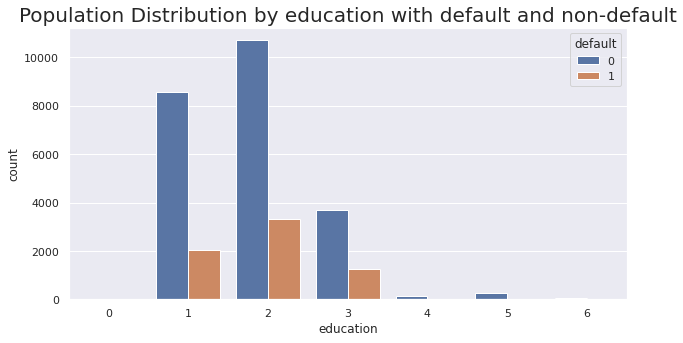 Population Distribution by education with default and non-default
default
0
1
10000
8000
6000
4000
2000
0
count
0 1 2 3 4 5 6
education